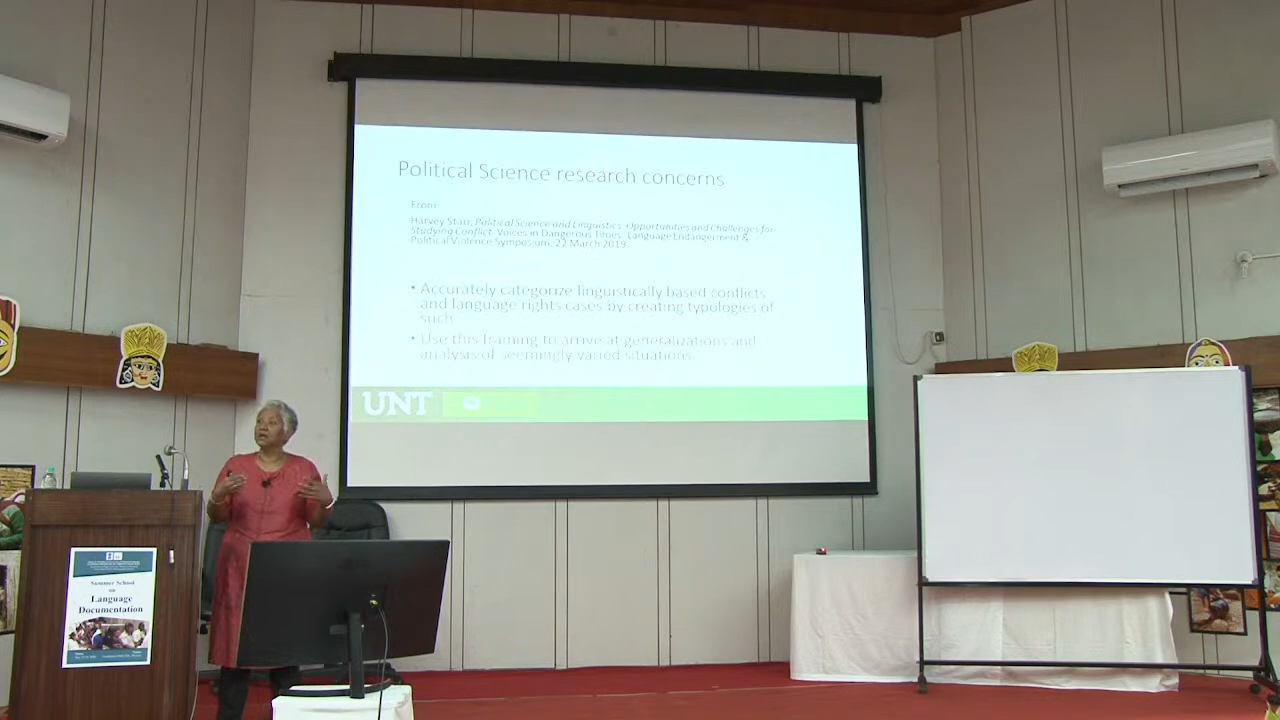 Political Science research concerns
From:
Harvey Starr, Political Science and Linguistics: Opportunities and Challenges for
Studying Conflict. Voices in Dangerous Times: Language Endangerment &
Political Violence Symposium, 22 March 2019
• Accurately categorize linguistically based conflicts
and language rights cases by creating typologies of
such.
• Use this training to arrive at generalizations and
analysis of seemingly varied situations.
UNT
Summer School
on
Language
Documentation